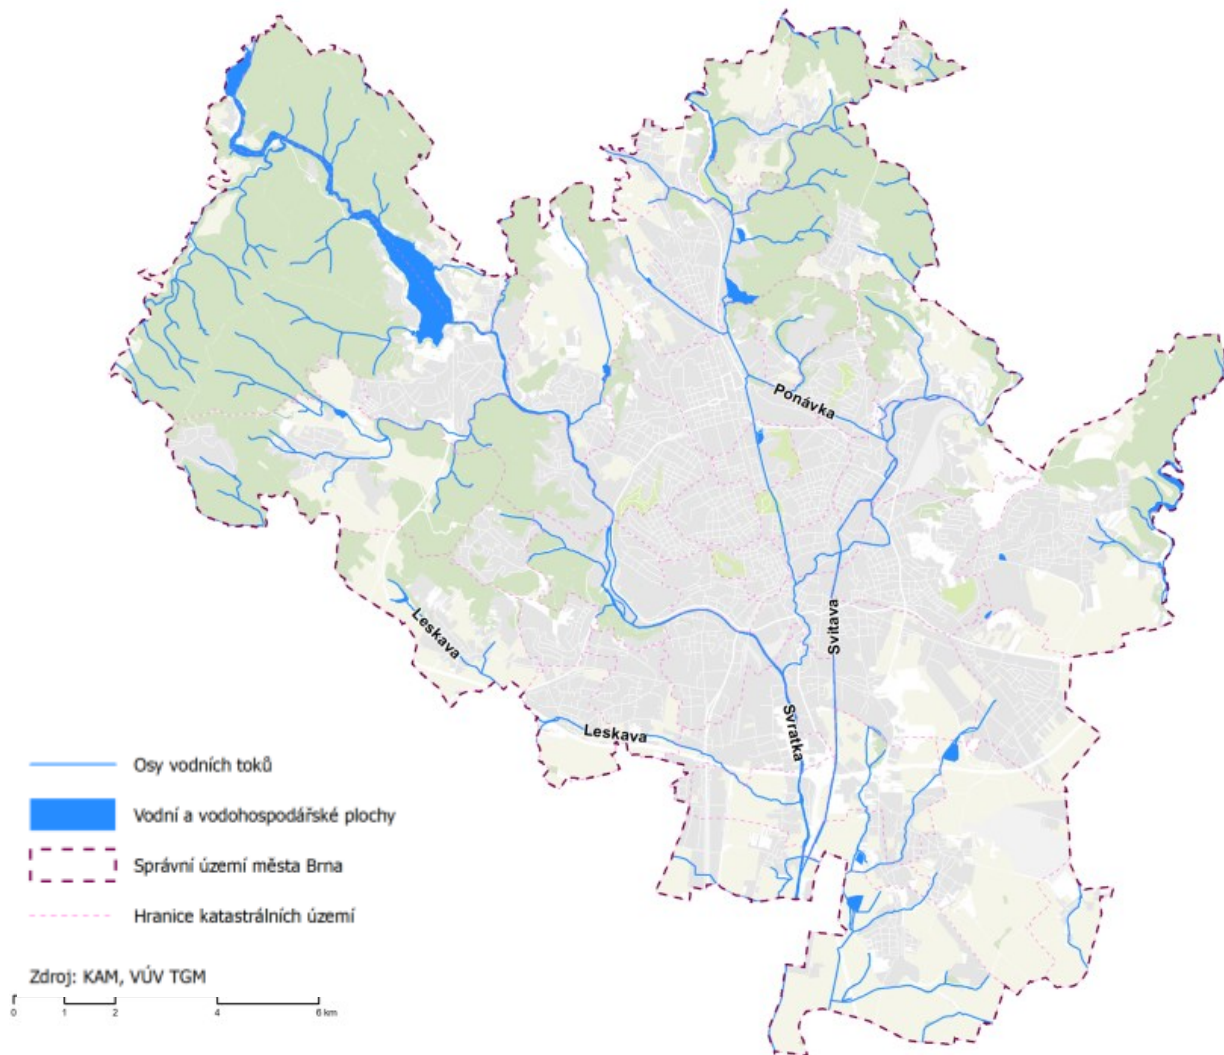 Ponávka
Svitava
Leskava
Svratka
Leskava
Osy vodních toků
Vodní a vodohospodářské plochy
Správní území města Brna
Hranice katastrálních území
Zdroj: KAM, VÚV TGM
0 1 2 4 6 km